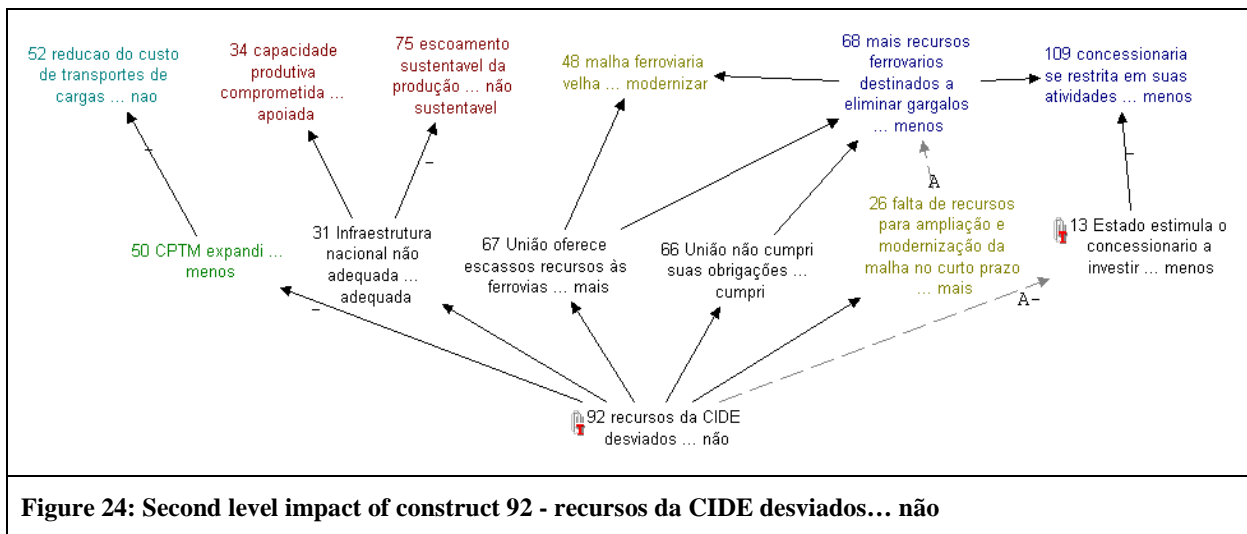 52 reducao do custo
de transportes de
cargas ... nao
34 capacidade
produtiva
comprometida ...
apoiada
75 escoamento
sustentavel da
produção ... não
sustentavel
48 malha ferroviaria
velha ... modernizar
68 mais recursos
ferrovarios
destinados a
eliminar gargalos
... menos
109 concessionaria
se restrita em suas
atividades ... menos
-
-
-
A
50 CPTM expandi ...
menos
31 Infraestrutura
nacional não
adequada ...
adequada
67 União oferece
escassos recursos às
ferrovias ... mais
66 União não cumpri
suas obrigações ...
cumpri
26 falta de recursos
para ampliação e
modernização da
malha no curto prazo
... mais
13 Estado estimula o
concessionario a
investir ... menos
-
A-
92 recursos da CIDE
desviados ... não
Figure 24: Second level impact of construct 92 - recursos da CIDE desviados… não